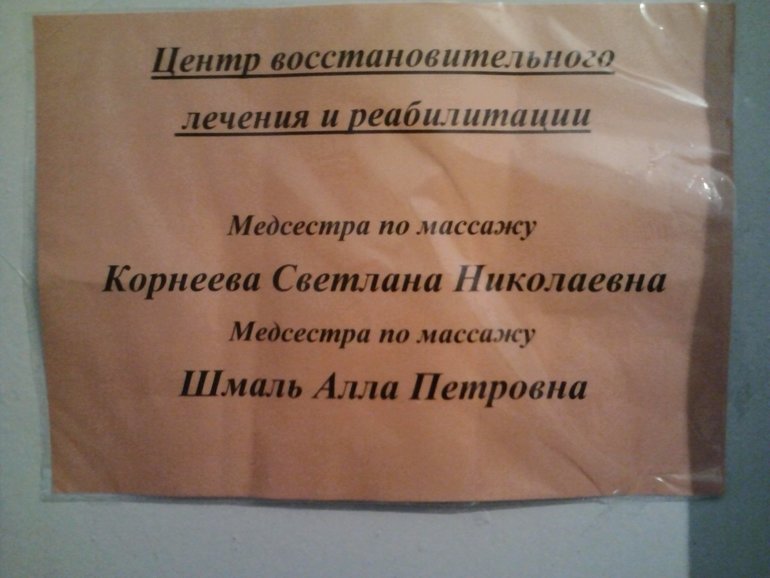 Центр восстановительного
лечения и реабилитации
Медсестра по массажу
Корнеева Светлана Николаевна
Медсестра по массажу
Шмаль Алла Петровна